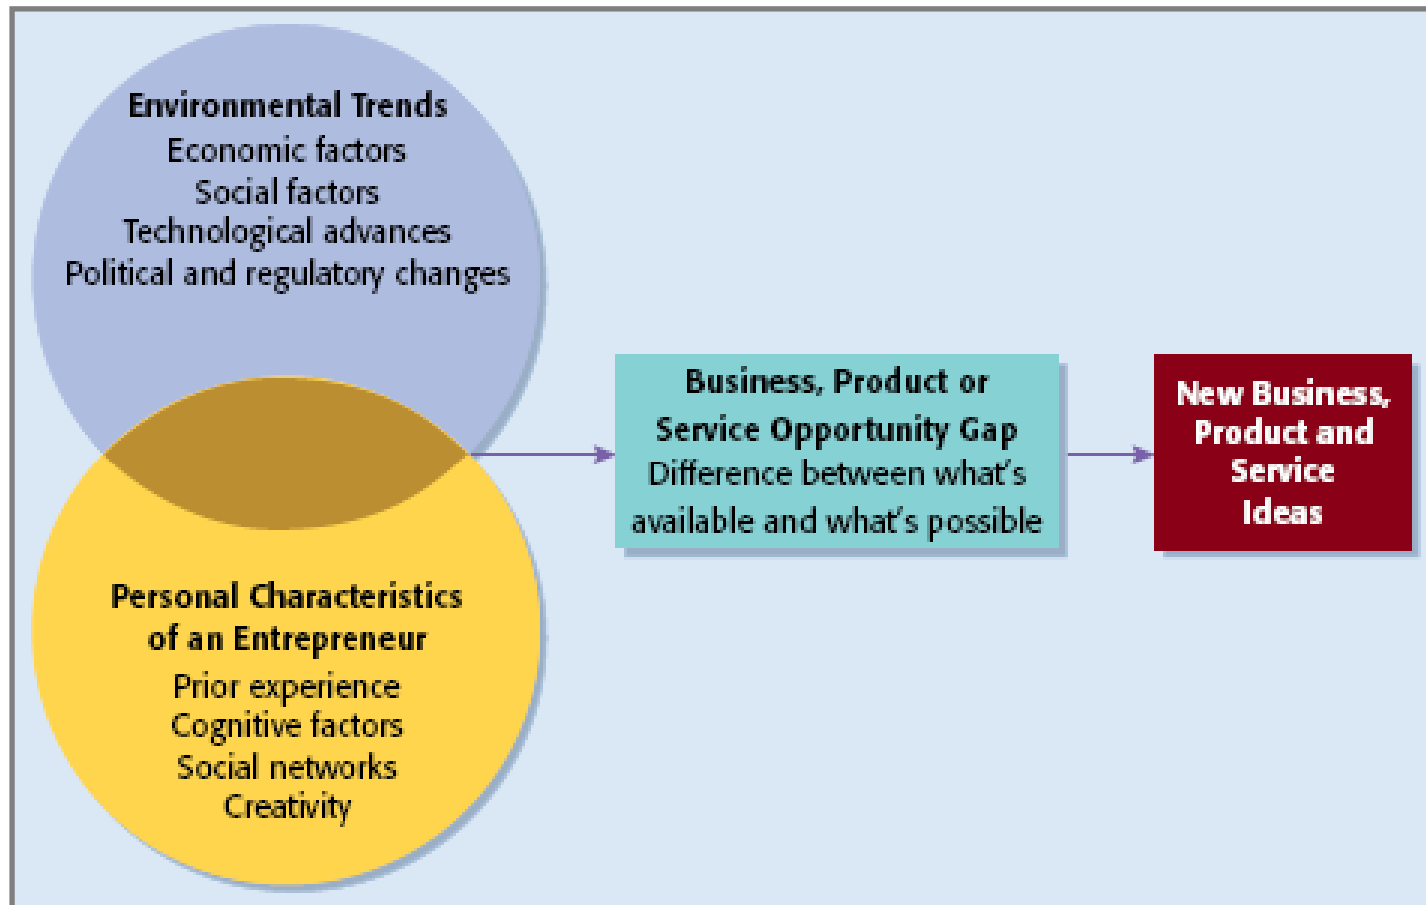 Environmental Trends
Economic factors
Social factors
Technological advances
Political and regulatory changes
Personal Characteristics
of an Entrepreneur
Prior experience
Cognitive factors
Social networks
Creativity
Business, Product or
Service Opportunity Gap
Difference between what's
available and what's possible
New Business,
Product and
Service
Ideas